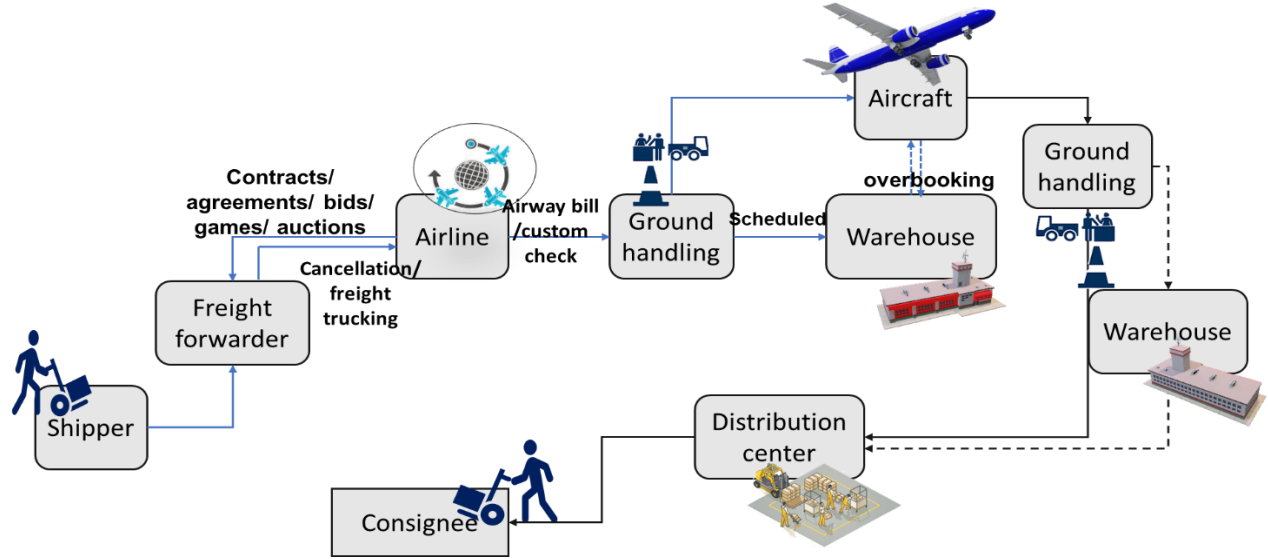 Aircraft
Ground
handling
overbooking
Contracts/
agreements/ bids/
games/ auctions
Airline
Airway bill
/custom
check
Ground
handling
Scheduled
Warehouse
Cancellation/
freight
trucking
Freight
forwarder
Warehouse
Shipper
Distribution
center
Consignee